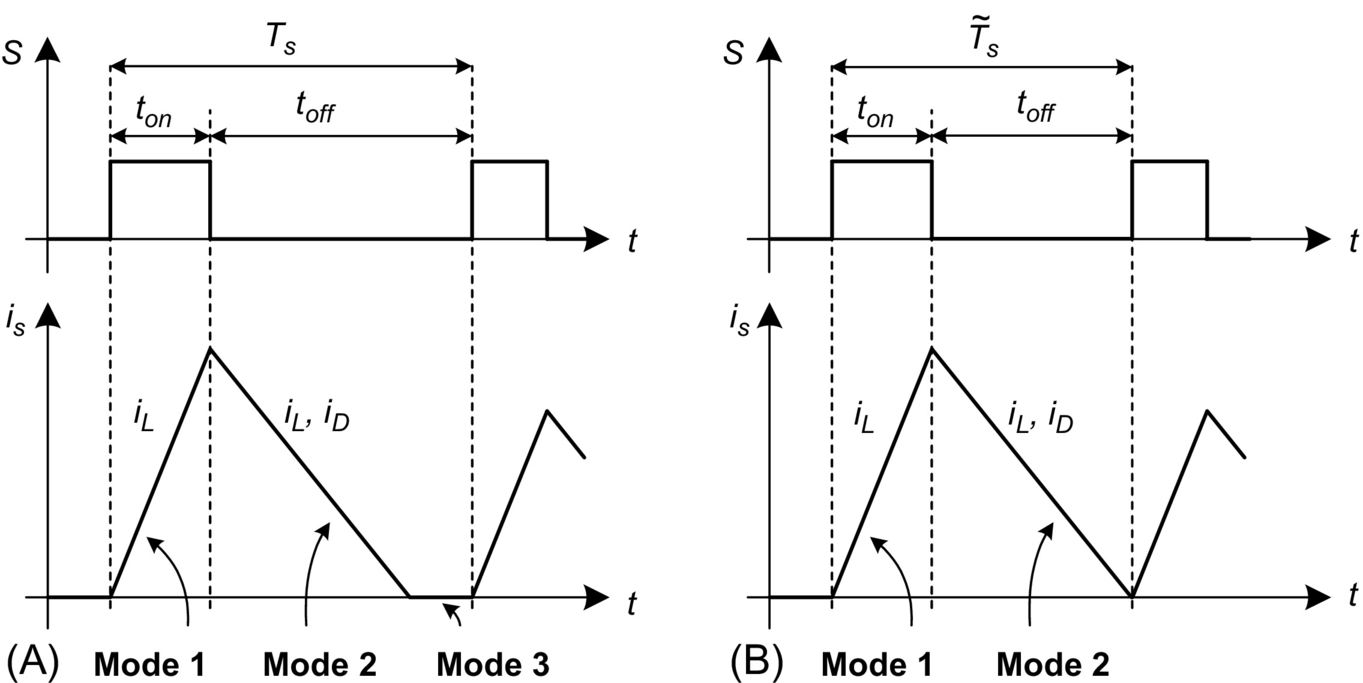 S
T_s
t_on
t_off
t
i_s
i_L
i_L, i_D
t
(A)
Mode 1
Mode 2
Mode 3
S
T̃_s
t_on
t_off
t
i_s
i_L
i_L, i_D
t
(B)
Mode 1
Mode 2